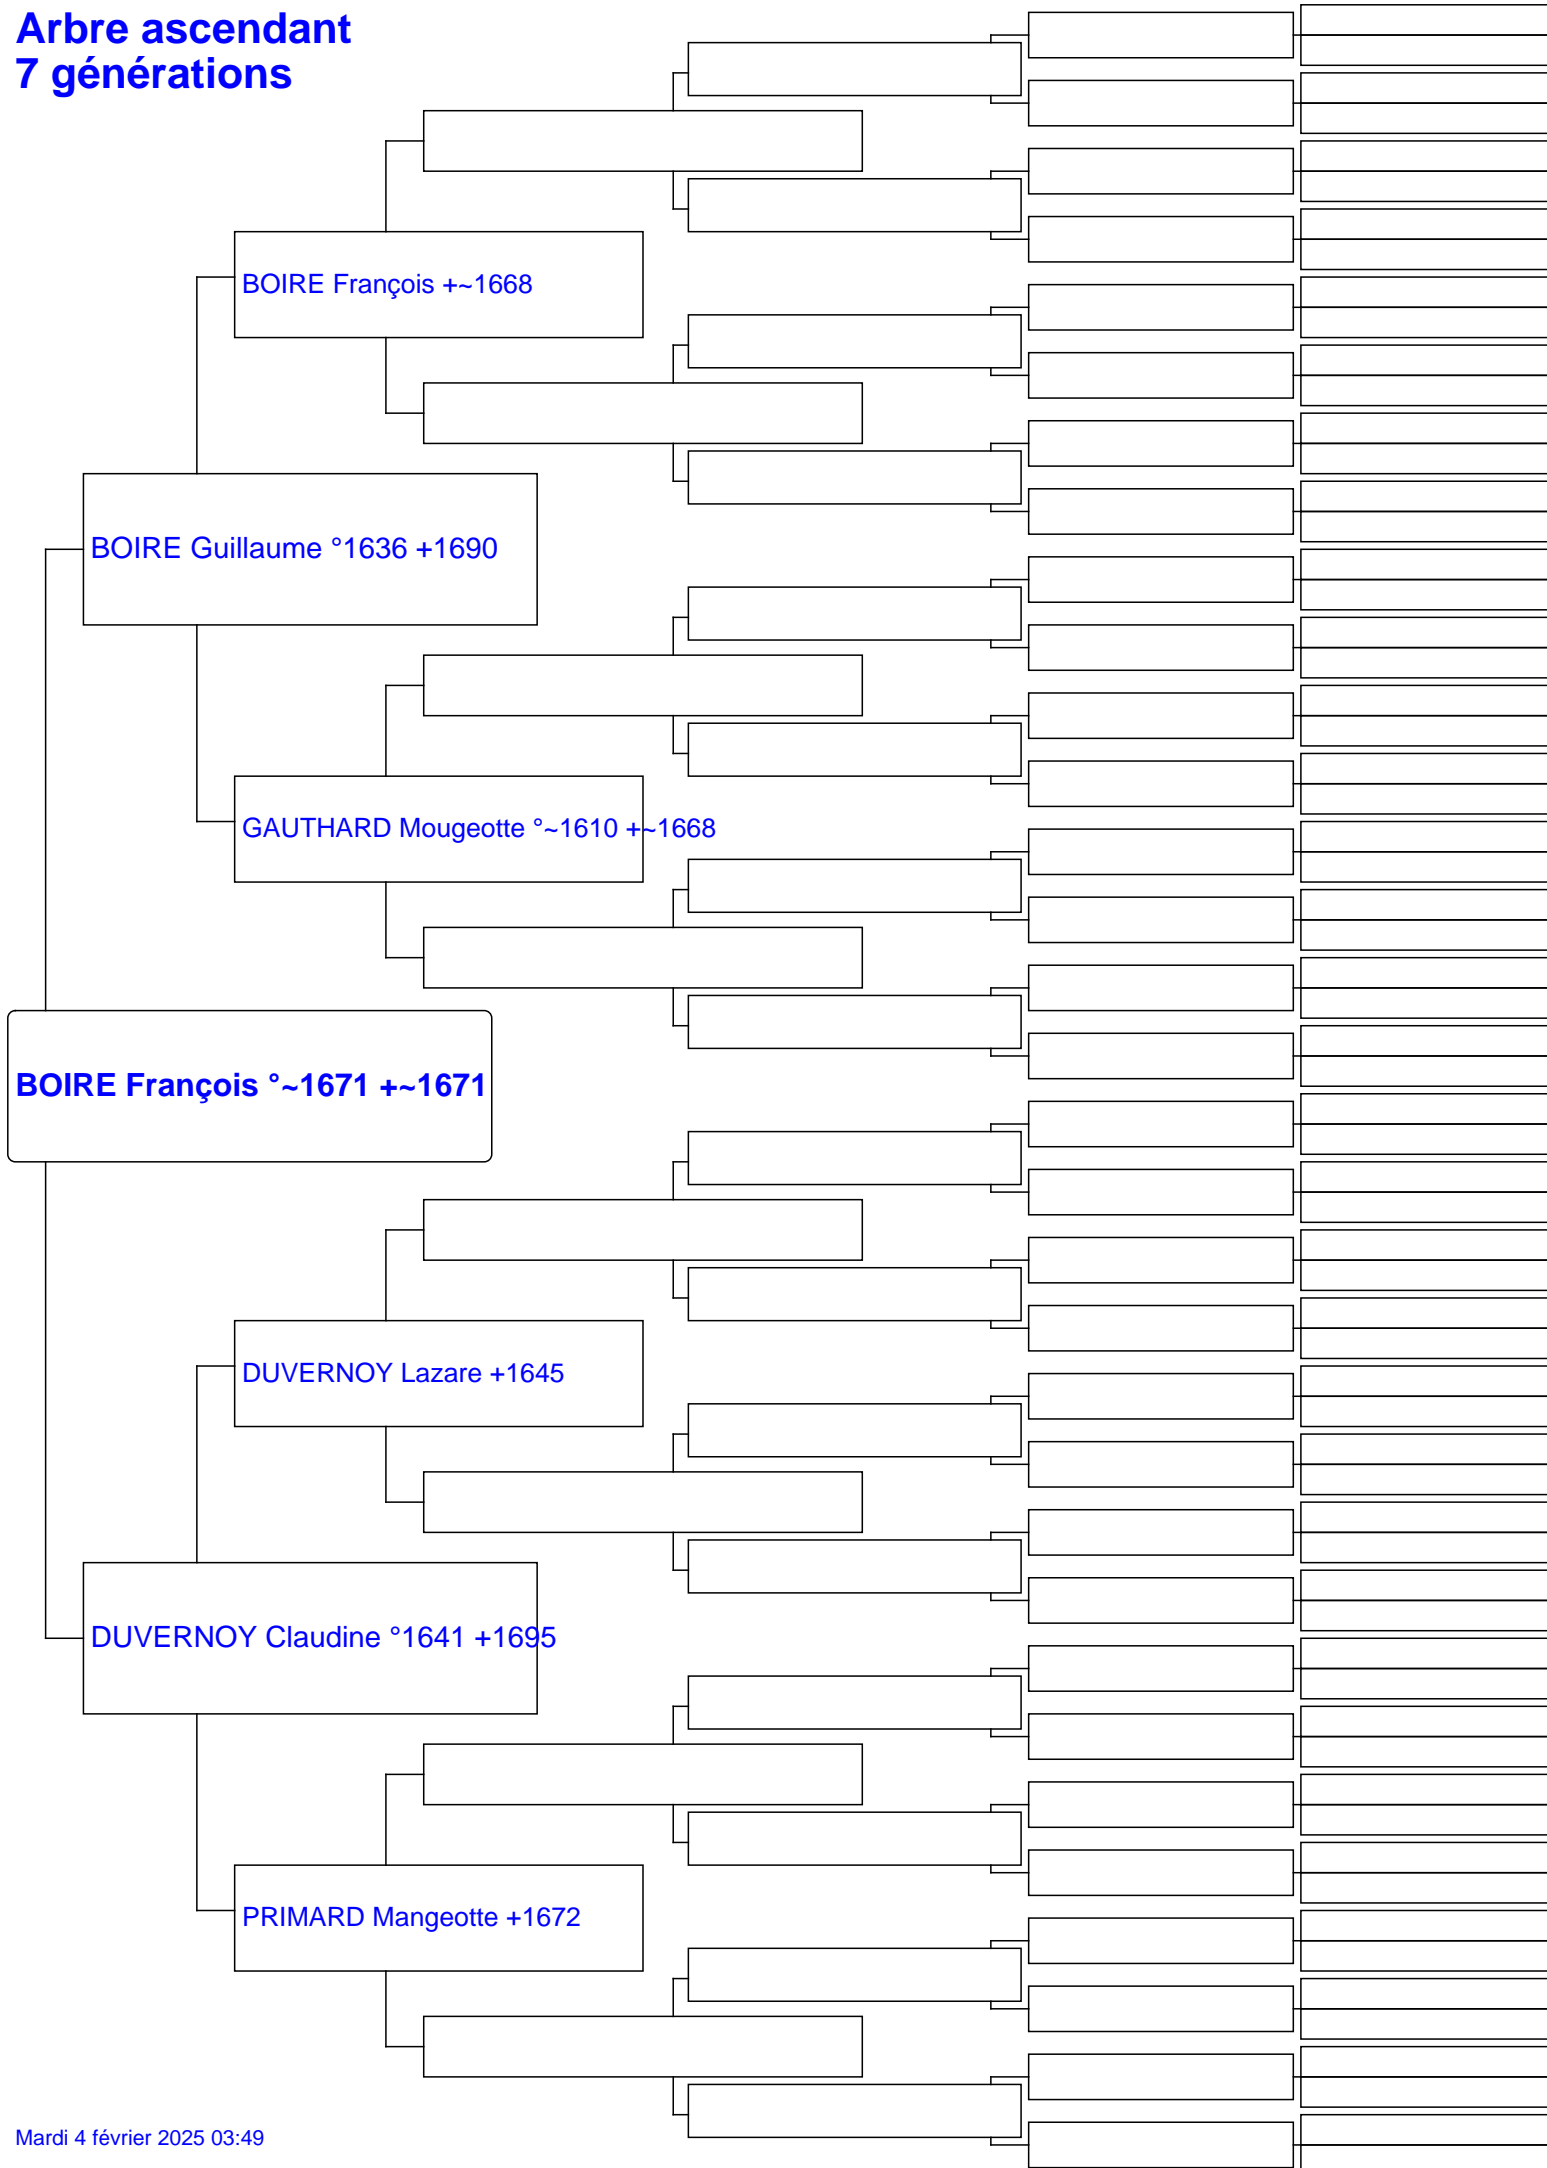 Arbre ascendant
7 générations
BOIRE François +~1668
BOIRE Guillaume °1636 +1690
GAUTHARD Mougeotte °~1610 +~1668
BOIRE François °~1671 +~1671
DUVERNOY Lazare +1645
DUVERNOY Claudine °1641 +1695
PRIMARD Mangeotte +1672
Mardi 4 février 2025 03:49